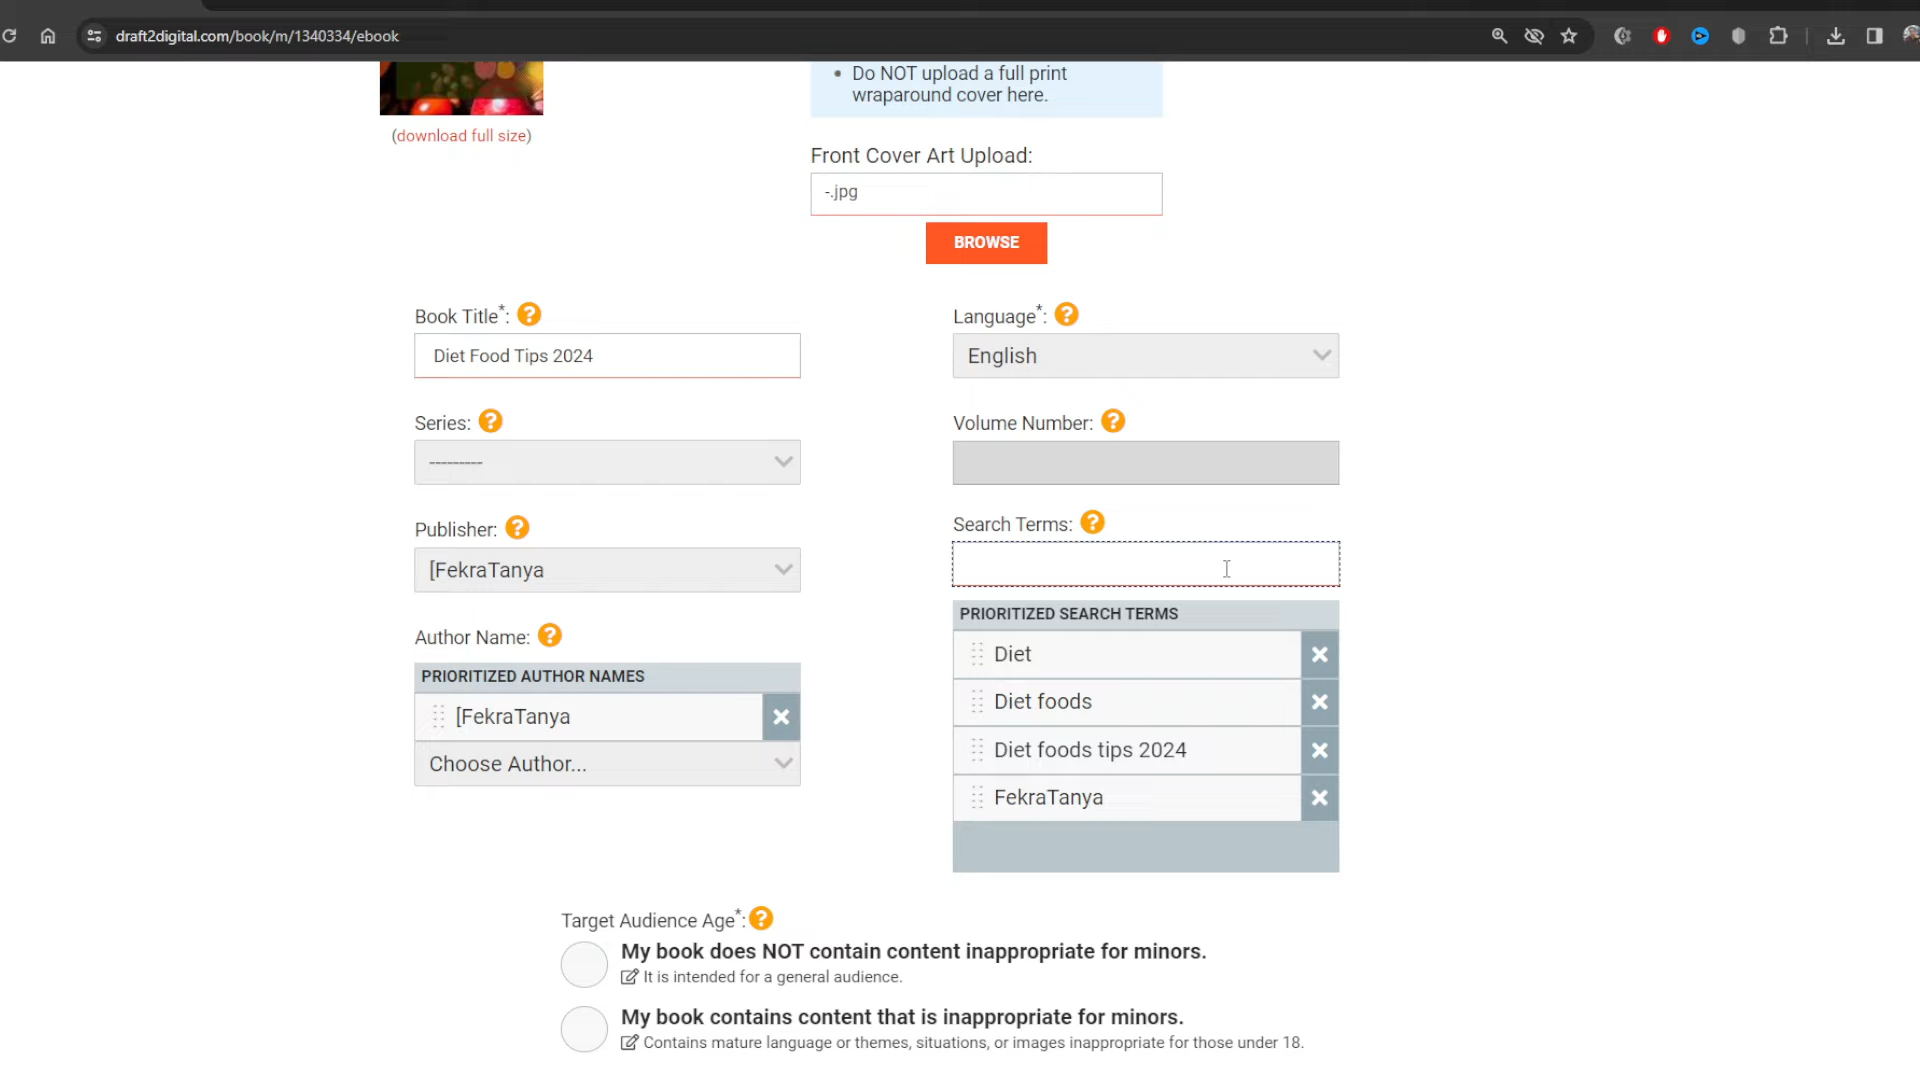 draft2digital.com/book/m/1340334/ebook
Do NOT upload a full print
wraparound cover here.
(download full size)
Front Cover Art Upload:
-.jpg
BROWSE
Book Title*: ?
Diet Food Tips 2024
Language*: ?
English
Series: ?
---------
Volume Number: ?
Publisher: ?
[FekraTanya
Search Terms: ?
Author Name: ?
PRIORITIZED AUTHOR NAMES
[FekraTanya
Choose Author...
PRIORITIZED SEARCH TERMS
Diet
Diet foods
Diet foods tips 2024
FekraTanya
Target Audience Age*: ?
My book does NOT contain content inappropriate for minors.
It is intended for a general audience.
My book contains content that is inappropriate for minors.
Contains mature language or themes, situations, or images inappropriate for those under 18.